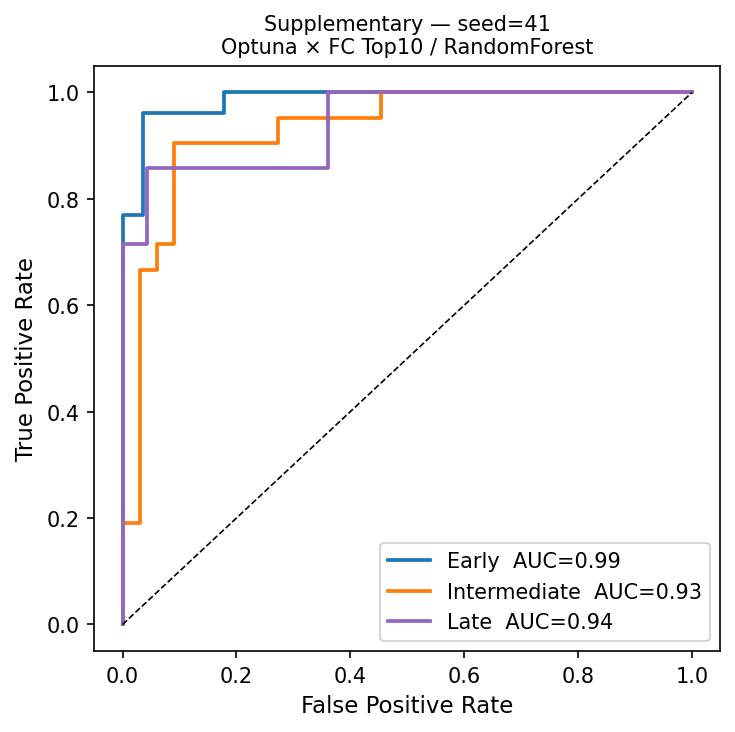 Supplementary — seed=41
Optuna × FC Top10 / RandomForest
True Positive Rate
1.0
0.8
0.6
0.4
0.2
0.0
Early  AUC=0.99
Intermediate  AUC=0.93
Late  AUC=0.94
0.0 0.2 0.4 0.6 0.8 1.0
False Positive Rate